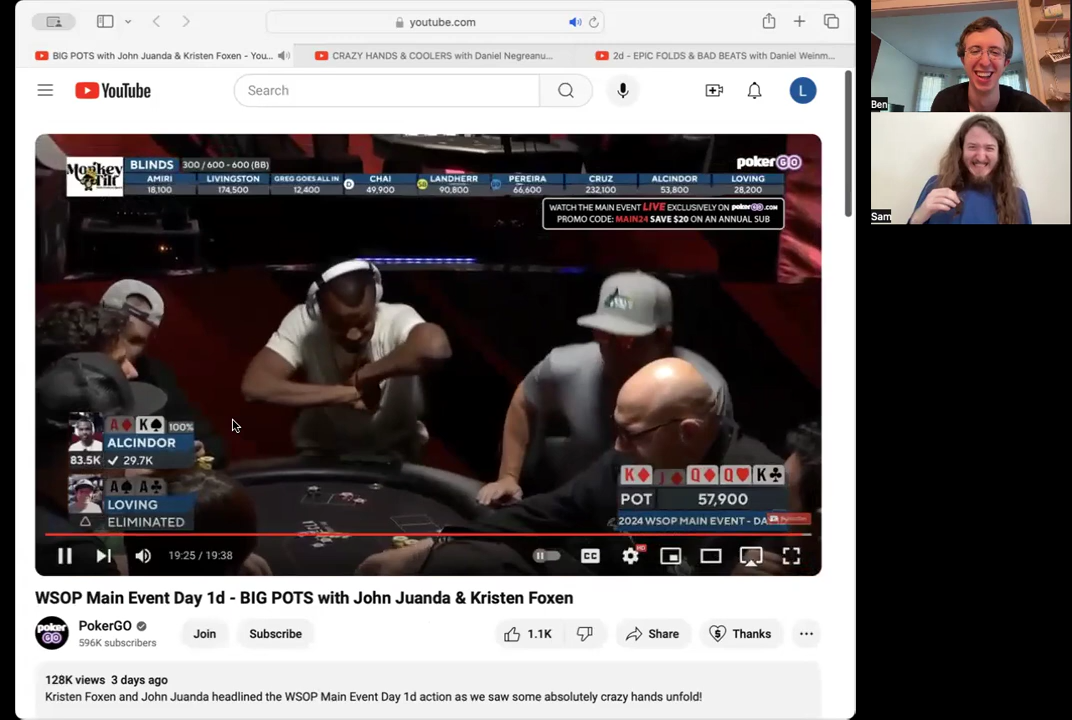 youtube.com
BIG POTS with John Juanda & Kristen Foxen - You...
CRAZY HANDS & COOLERS with Daniel Negreanu...
2d - EPIC FOLDS & BAD BEATS with Daniel Weinm...
YouTube
Search
L
Monkey Tilt
BLINDS 300 / 600 - 600 (BB)
pokerGO
AMIRI LIVINGSTON GREG GOES ALL IN CHAI LANDHERR PEREIRA CRUZ ALCINDOR LOVING
18,100 174,500 12,400 D 49,900 SB 90,800 66,600 232,100 53,800 28,200
WATCH THE MAIN EVENT LIVE EXCLUSIVELY ON pokerGO.com
PROMO CODE: MAIN24 SAVE $20 ON AN ANNUAL SUB
A♦ K♠ 100%
ALCINDOR
83.5K ✓ 29.7K
A♠ A♣
LOVING
ELIMINATED
K♦ J♦ Q♦ Q♥ K♣
POT 57,900
2024 WSOP MAIN EVENT - DA
19:25 / 19:38
CC
HD
WSOP Main Event Day 1d - BIG POTS with John Juanda & Kristen Foxen
poker GO
PokerGO
596K subscribers
Join
Subscribe
1.1K
Share
Thanks
128K views 3 days ago
Kristen Foxen and John Juanda headlined the WSOP Main Event Day 1d action as we saw some absolutely crazy hands unfold!
Ben
Sam